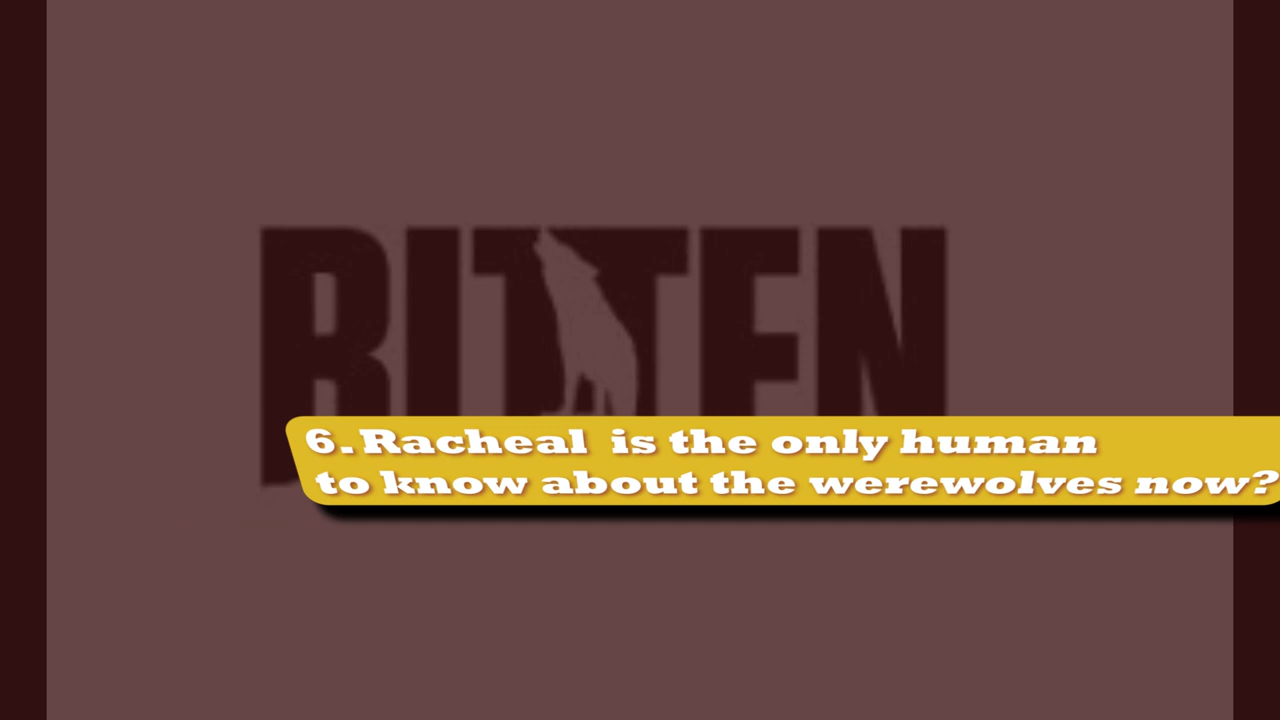 BITTEN
6. Racheal is the only human
to know about the werewolves now?